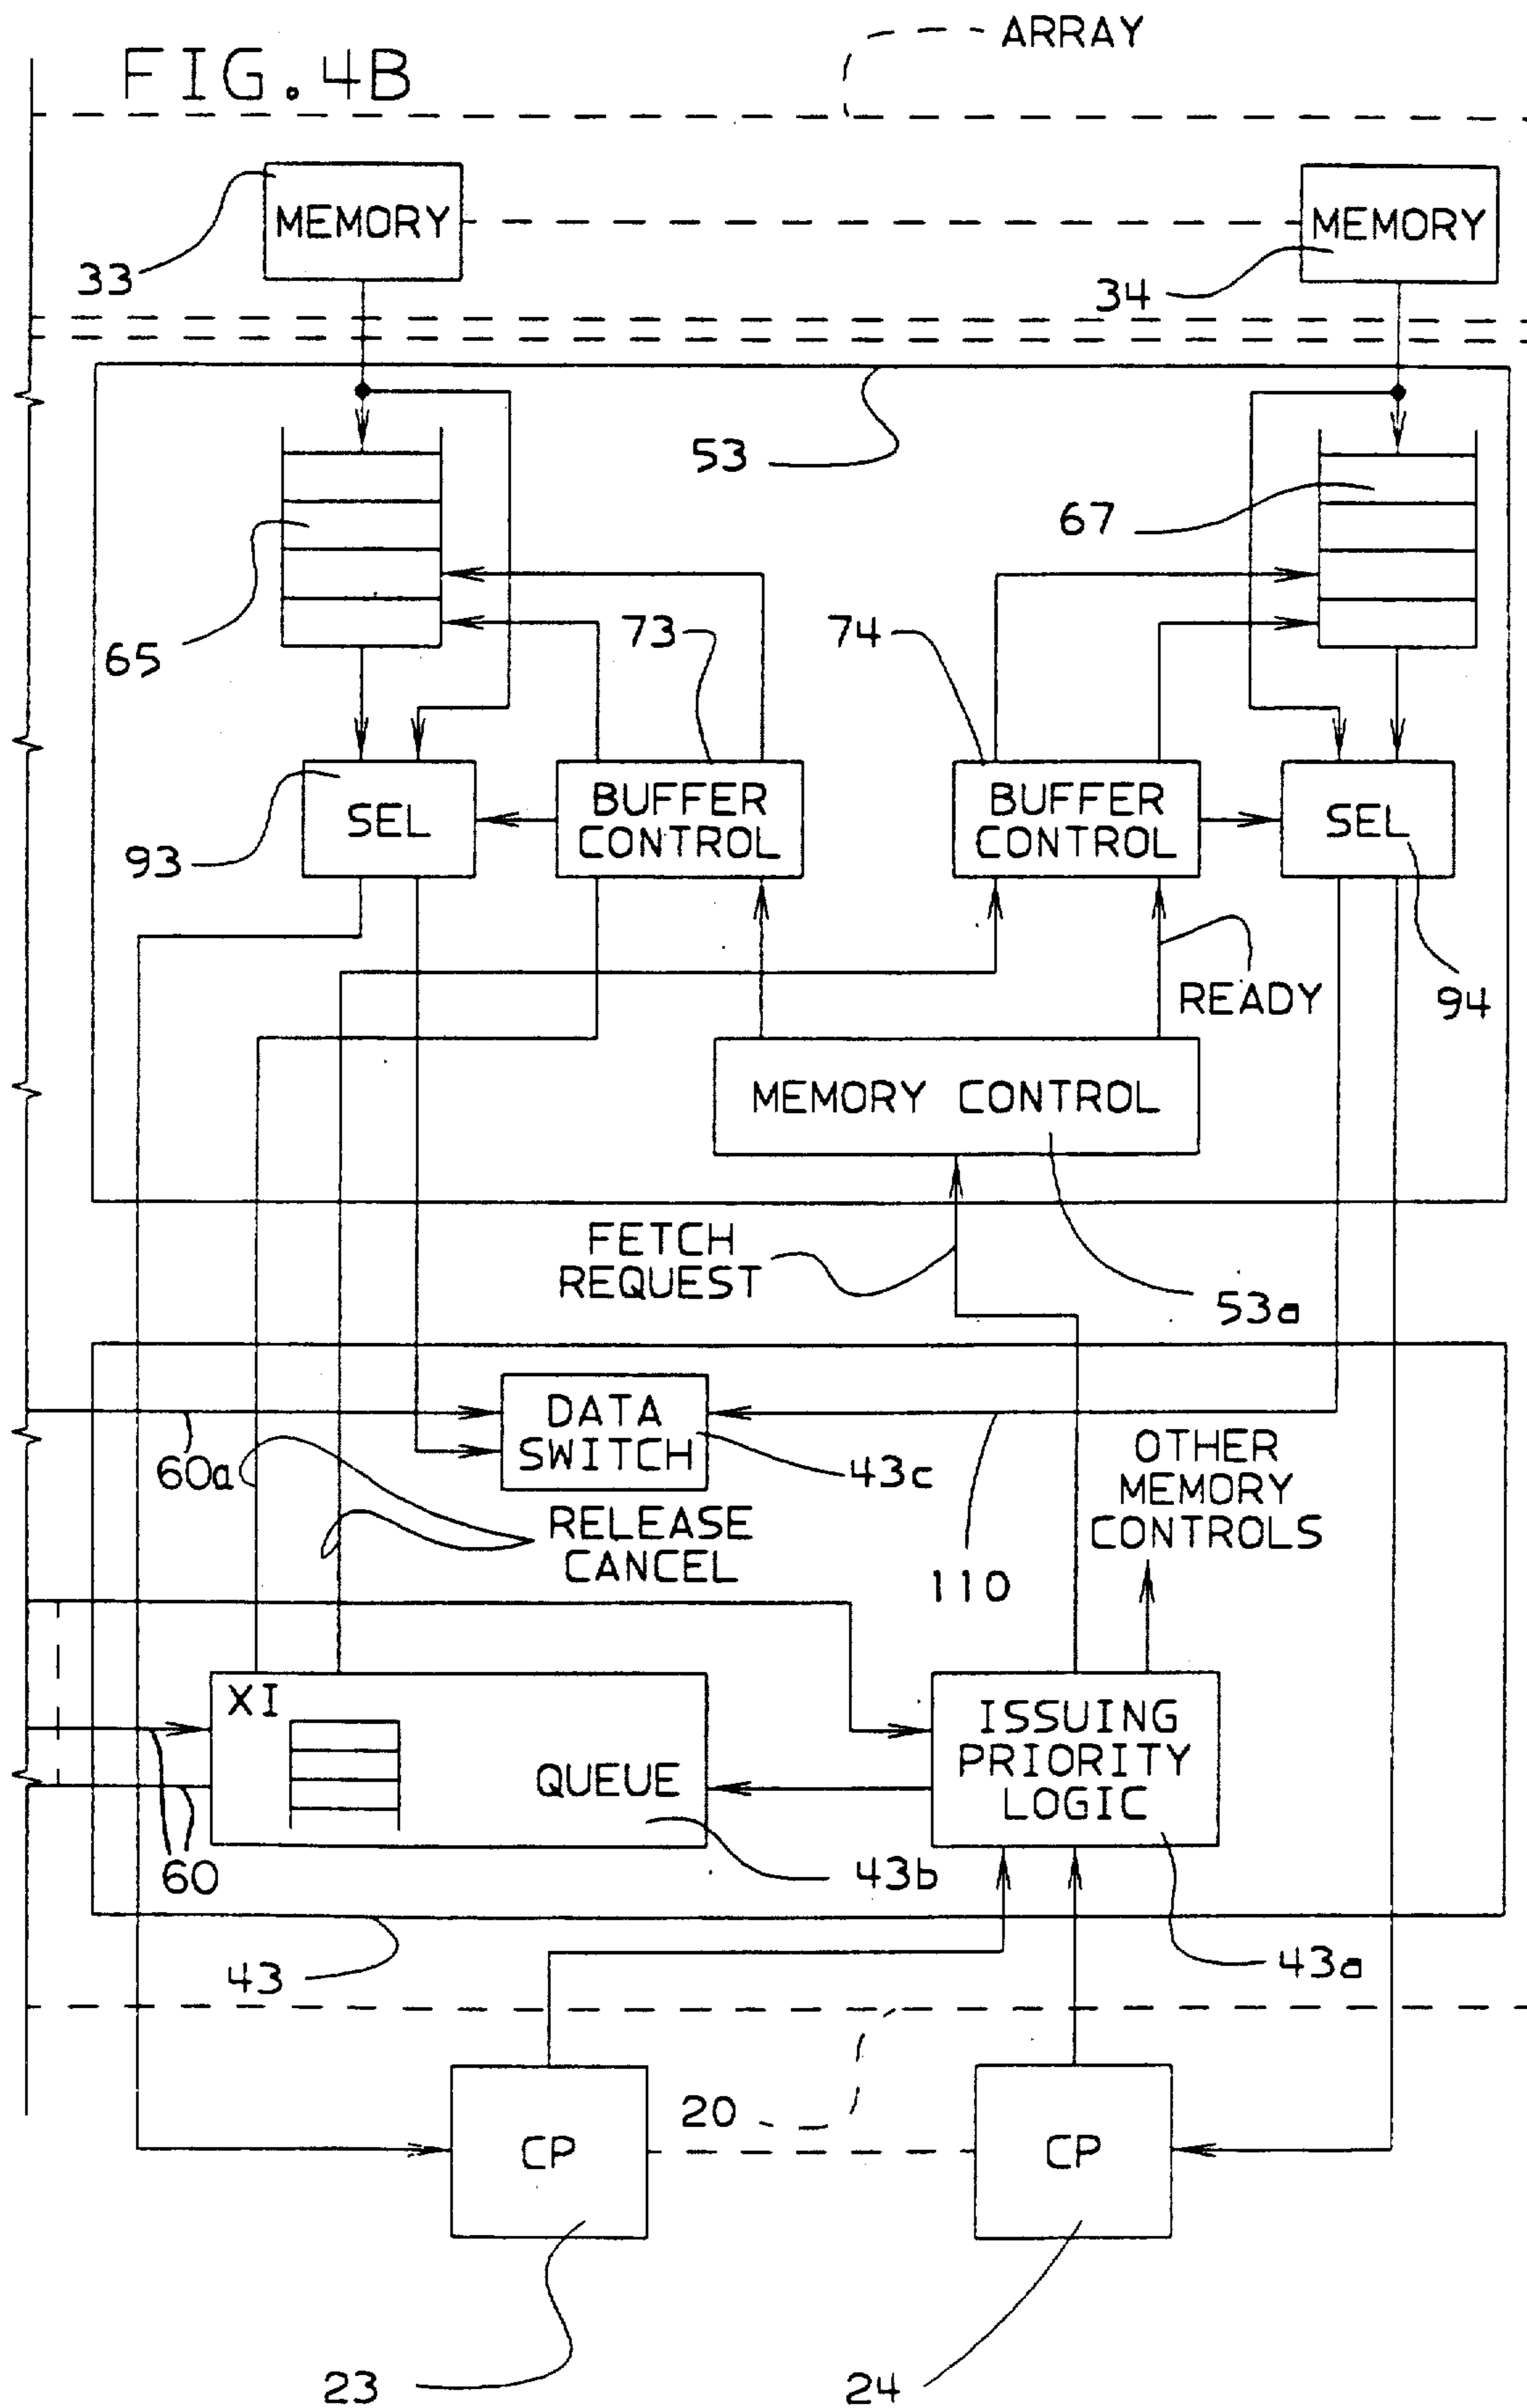 FIG.4B
ARRAY
MEMORY
MEMORY
33
34
53
67
65
73
74
SEL
BUFFER
CONTROL
BUFFER
CONTROL
SEL
93
READY
94
MEMORY CONTROL
FETCH
REQUEST
53a
DATA
SWITCH
60a
43c
OTHER
MEMORY
CONTROLS
RELEASE
CANCEL
110
XI
QUEUE
ISSUING
PRIORITY
LOGIC
60
43b
43
43a
20
CP
CP
23
24